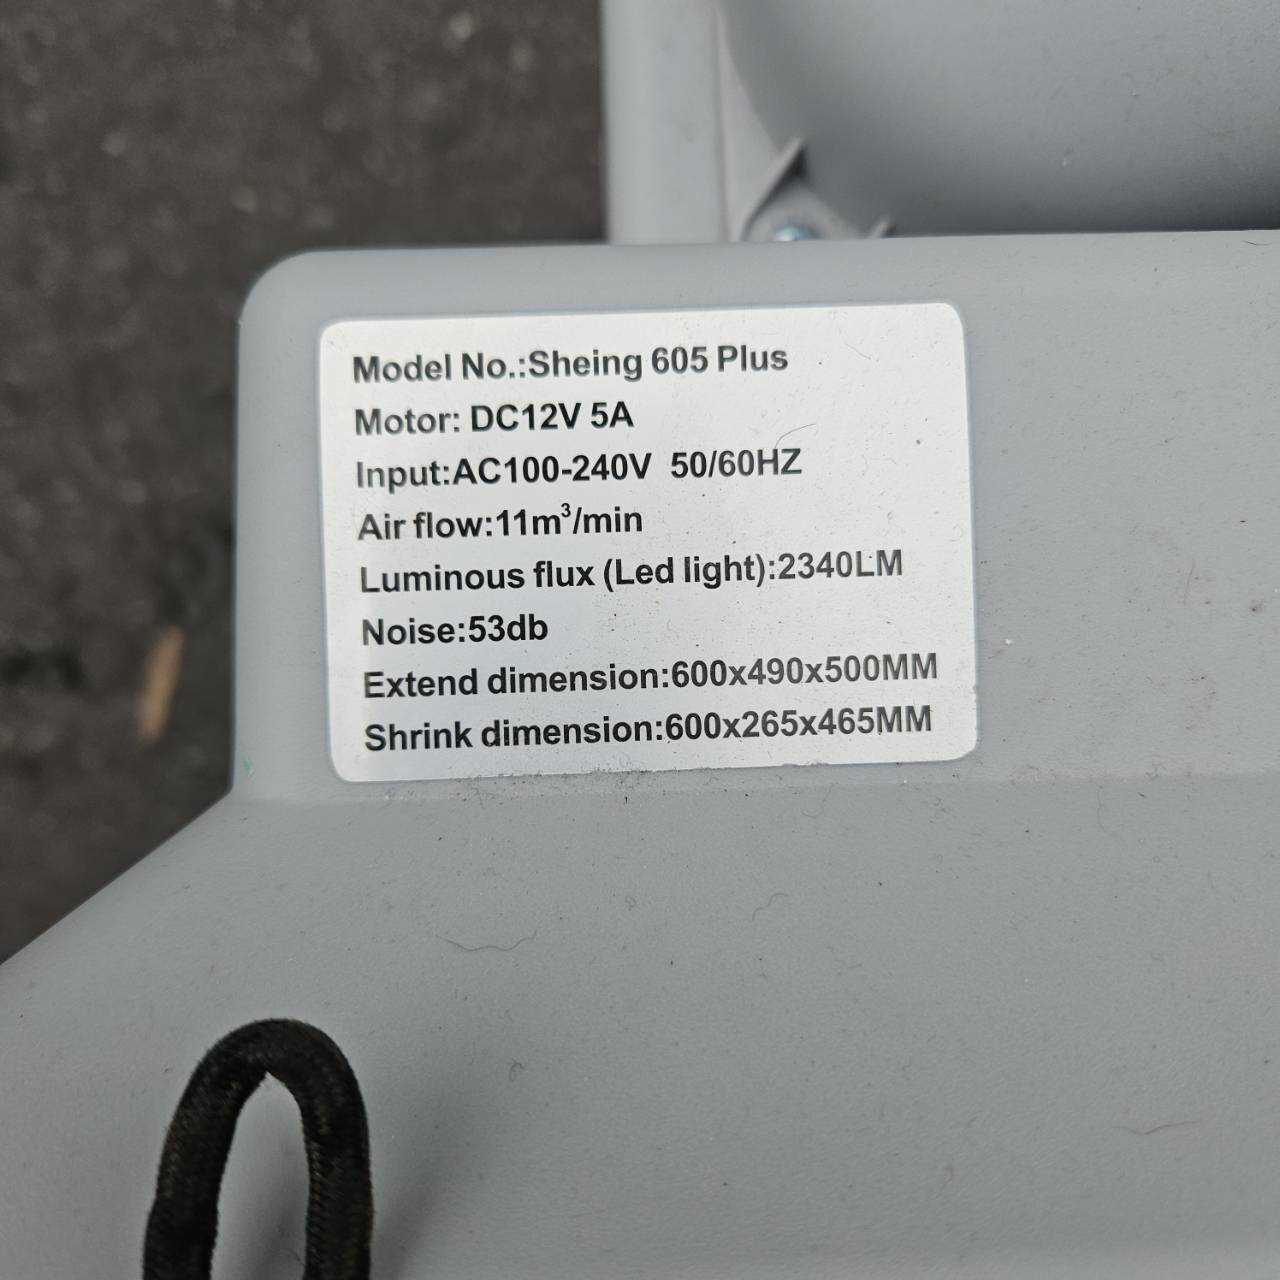 Model No.:Sheing 605 Plus
Motor: DC12V 5A
Input:AC100-240V 50/60HZ
Air flow:11m³/min
Luminous flux (Led light):2340LM
Noise:53db
Extend dimension:600x490x500MM
Shrink dimension:600x265x465MM